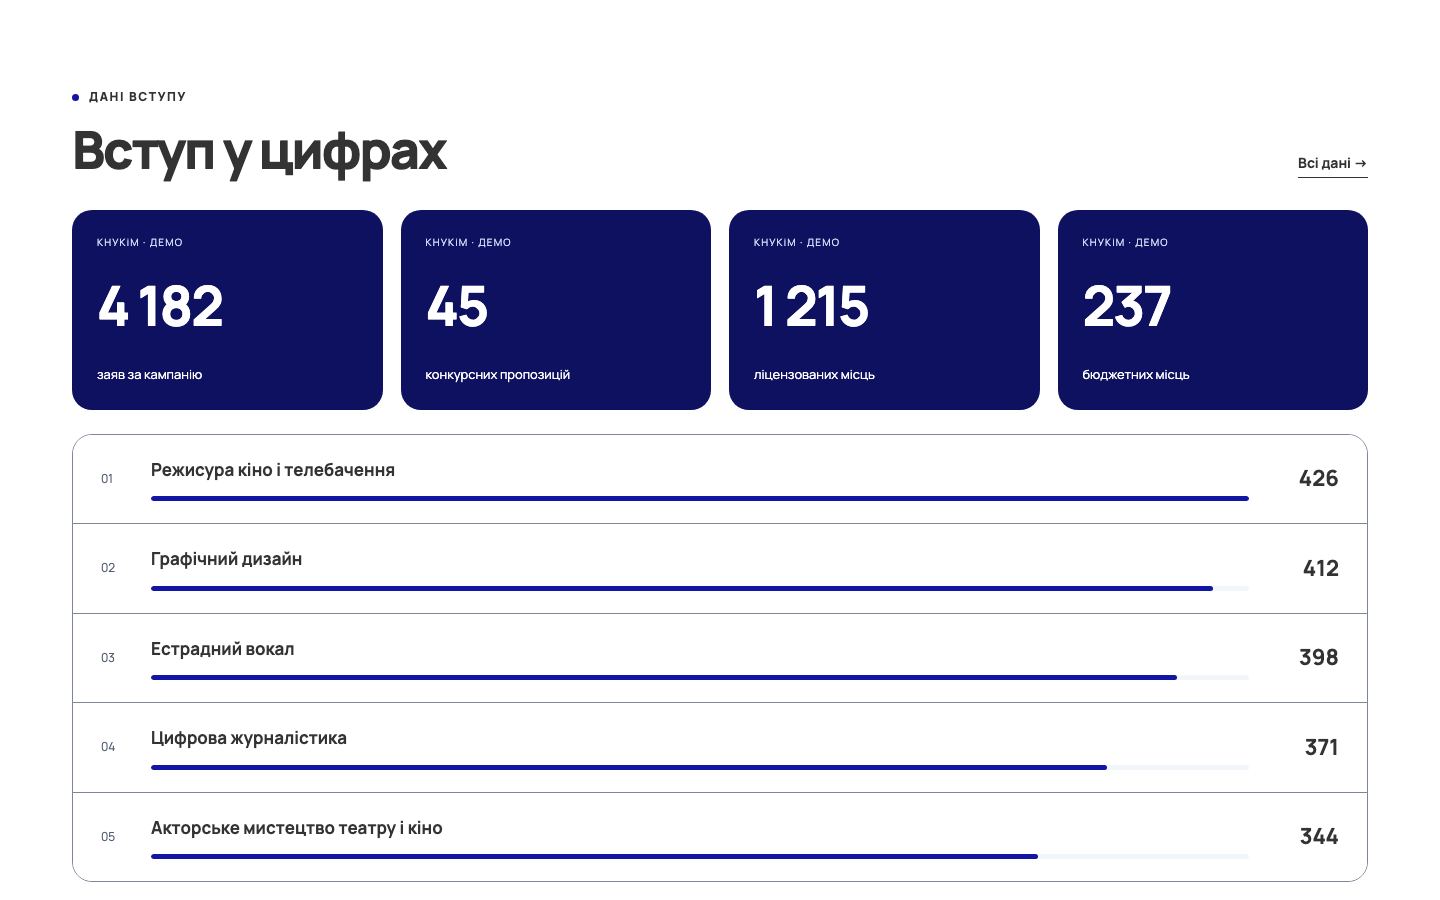 ДАНІ ВСТУПУ
Вступ у цифрах
Всі дані →
КНУКІМ · ДЕМО
4 182
заяв за кампанію
КНУКІМ · ДЕМО
45
конкурсних пропозицій
КНУКІМ · ДЕМО
1 215
ліцензованих місць
КНУКІМ · ДЕМО
237
бюджетних місць
01
Режисура кіно і телебачення
426
02
Графічний дизайн
412
03
Естрадний вокал
398
04
Цифрова журналістика
371
05
Акторське мистецтво театру і кіно
344